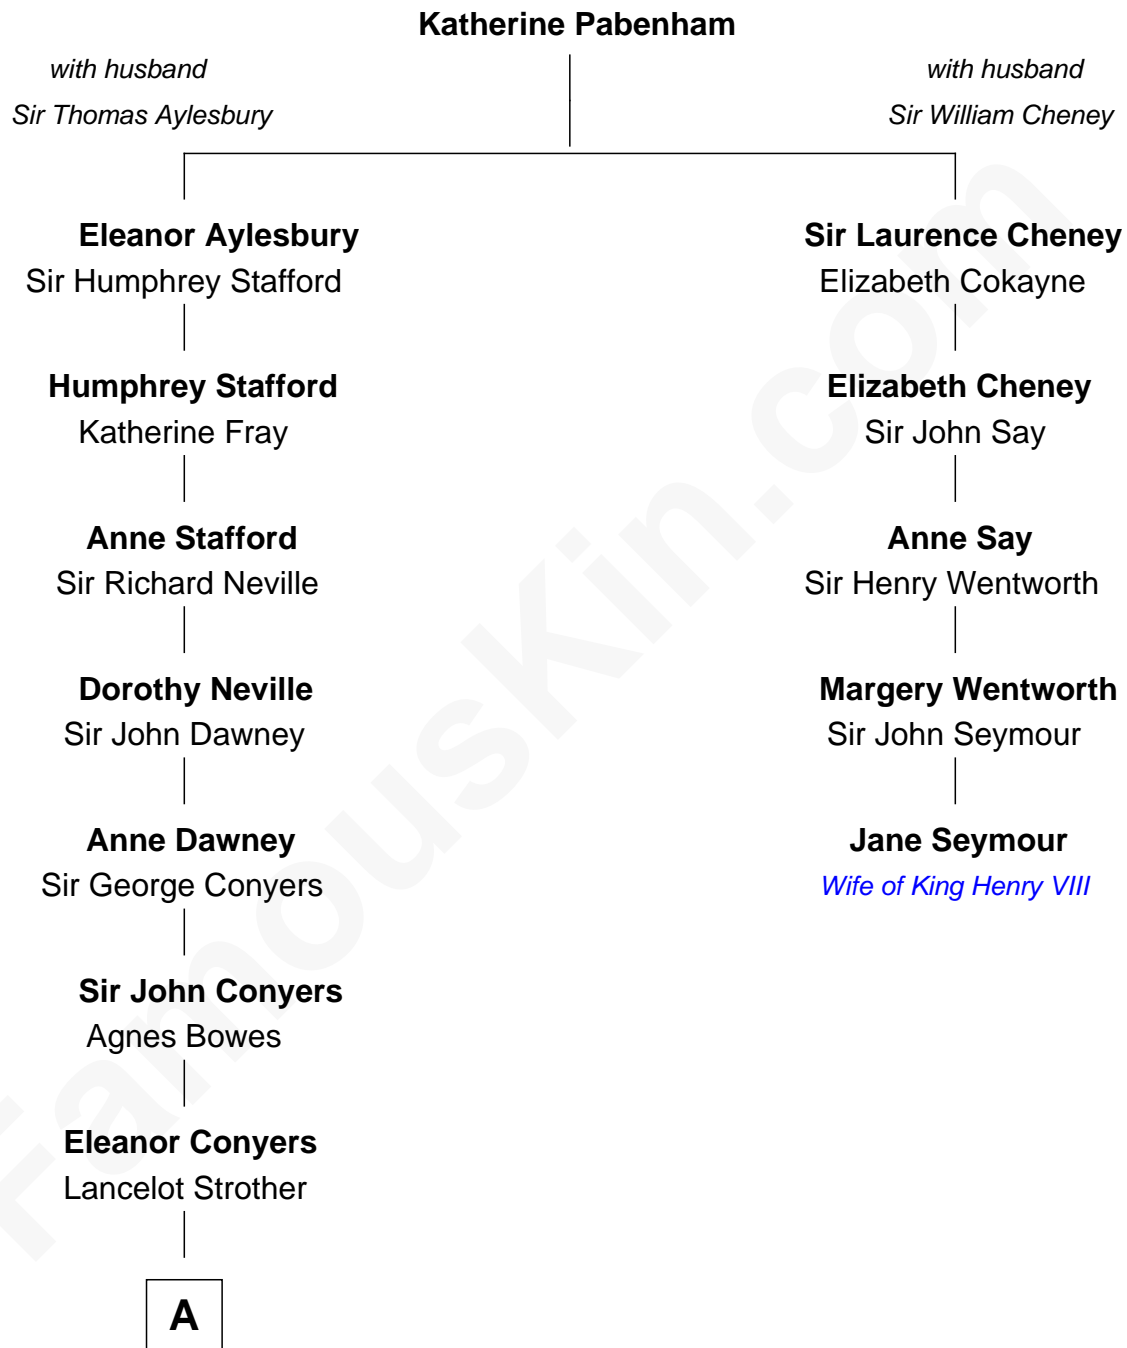 Katherine Pabenham
with husband
Sir Thomas Aylesbury
with husband
Sir William Cheney
Eleanor Aylesbury
Sir Humphrey Stafford
Humphrey Stafford
Katherine Fray
Anne Stafford
Sir Richard Neville
Dorothy Neville
Sir John Dawney
Anne Dawney
Sir George Conyers
Sir John Conyers
Agnes Bowes
Eleanor Conyers
Lancelot Strother
A
Sir Laurence Cheney
Elizabeth Cokayne
Elizabeth Cheney
Sir John Say
Anne Say
Sir Henry Wentworth
Margery Wentworth
Sir John Seymour
Jane Seymour
Wife of King Henry VIII
FamousKin.com